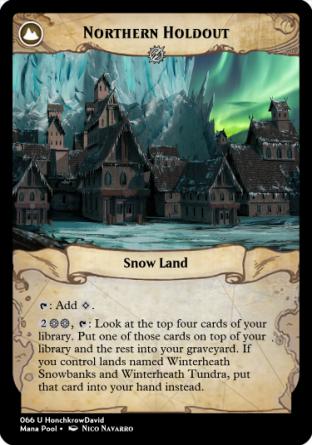 Northern Holdout
Snow Land
: Add .
2, : Look at the top four cards of your
library. Put one of those cards on top of your
library and the rest into your graveyard. If
you control lands named Winterheath
Snowbanks and Winterheath Tundra, put
that card into your hand instead.
066 U HonchkrowDavid
Mana Pool • Nico Navarro